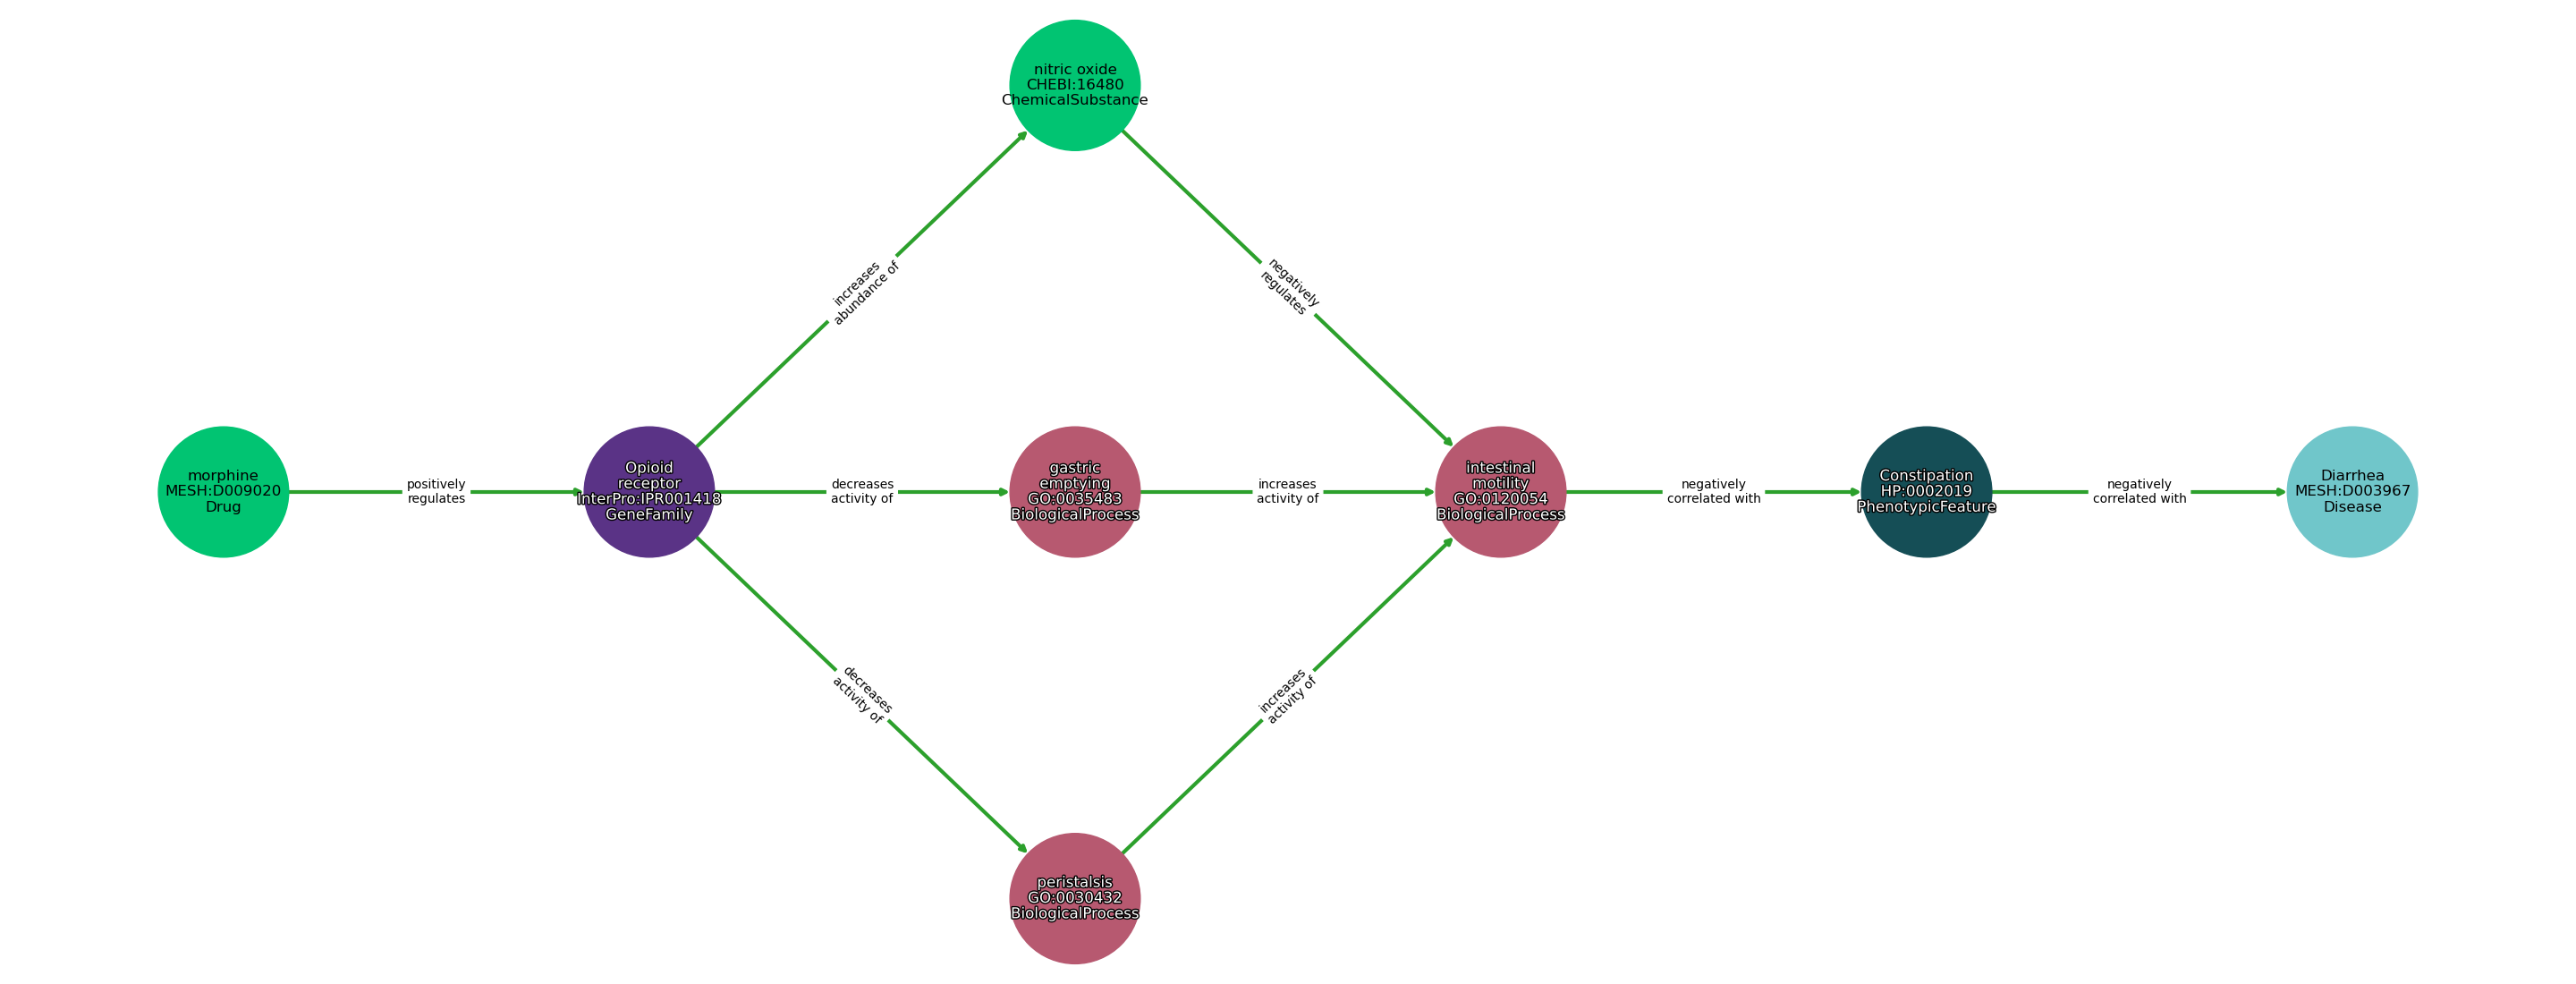 nitric oxide
CHEBI:16480
ChemicalSubstance
increases
abundance of
negatively
regulates
morphine
MESH:D009020
Drug
positively
regulates
Opioid
receptor
InterPro:IPR001418
GeneFamily
decreases
activity of
gastric
emptying
GO:0035483
BiologicalProcess
increases
activity of
intestinal
motility
GO:0120054
BiologicalProcess
negatively
correlated with
Constipation
HP:0002019
PhenotypicFeature
negatively
correlated with
Diarrhea
MESH:D003967
Disease
decreases
activity of
increases
activity of
peristalsis
GO:0030432
BiologicalProcess